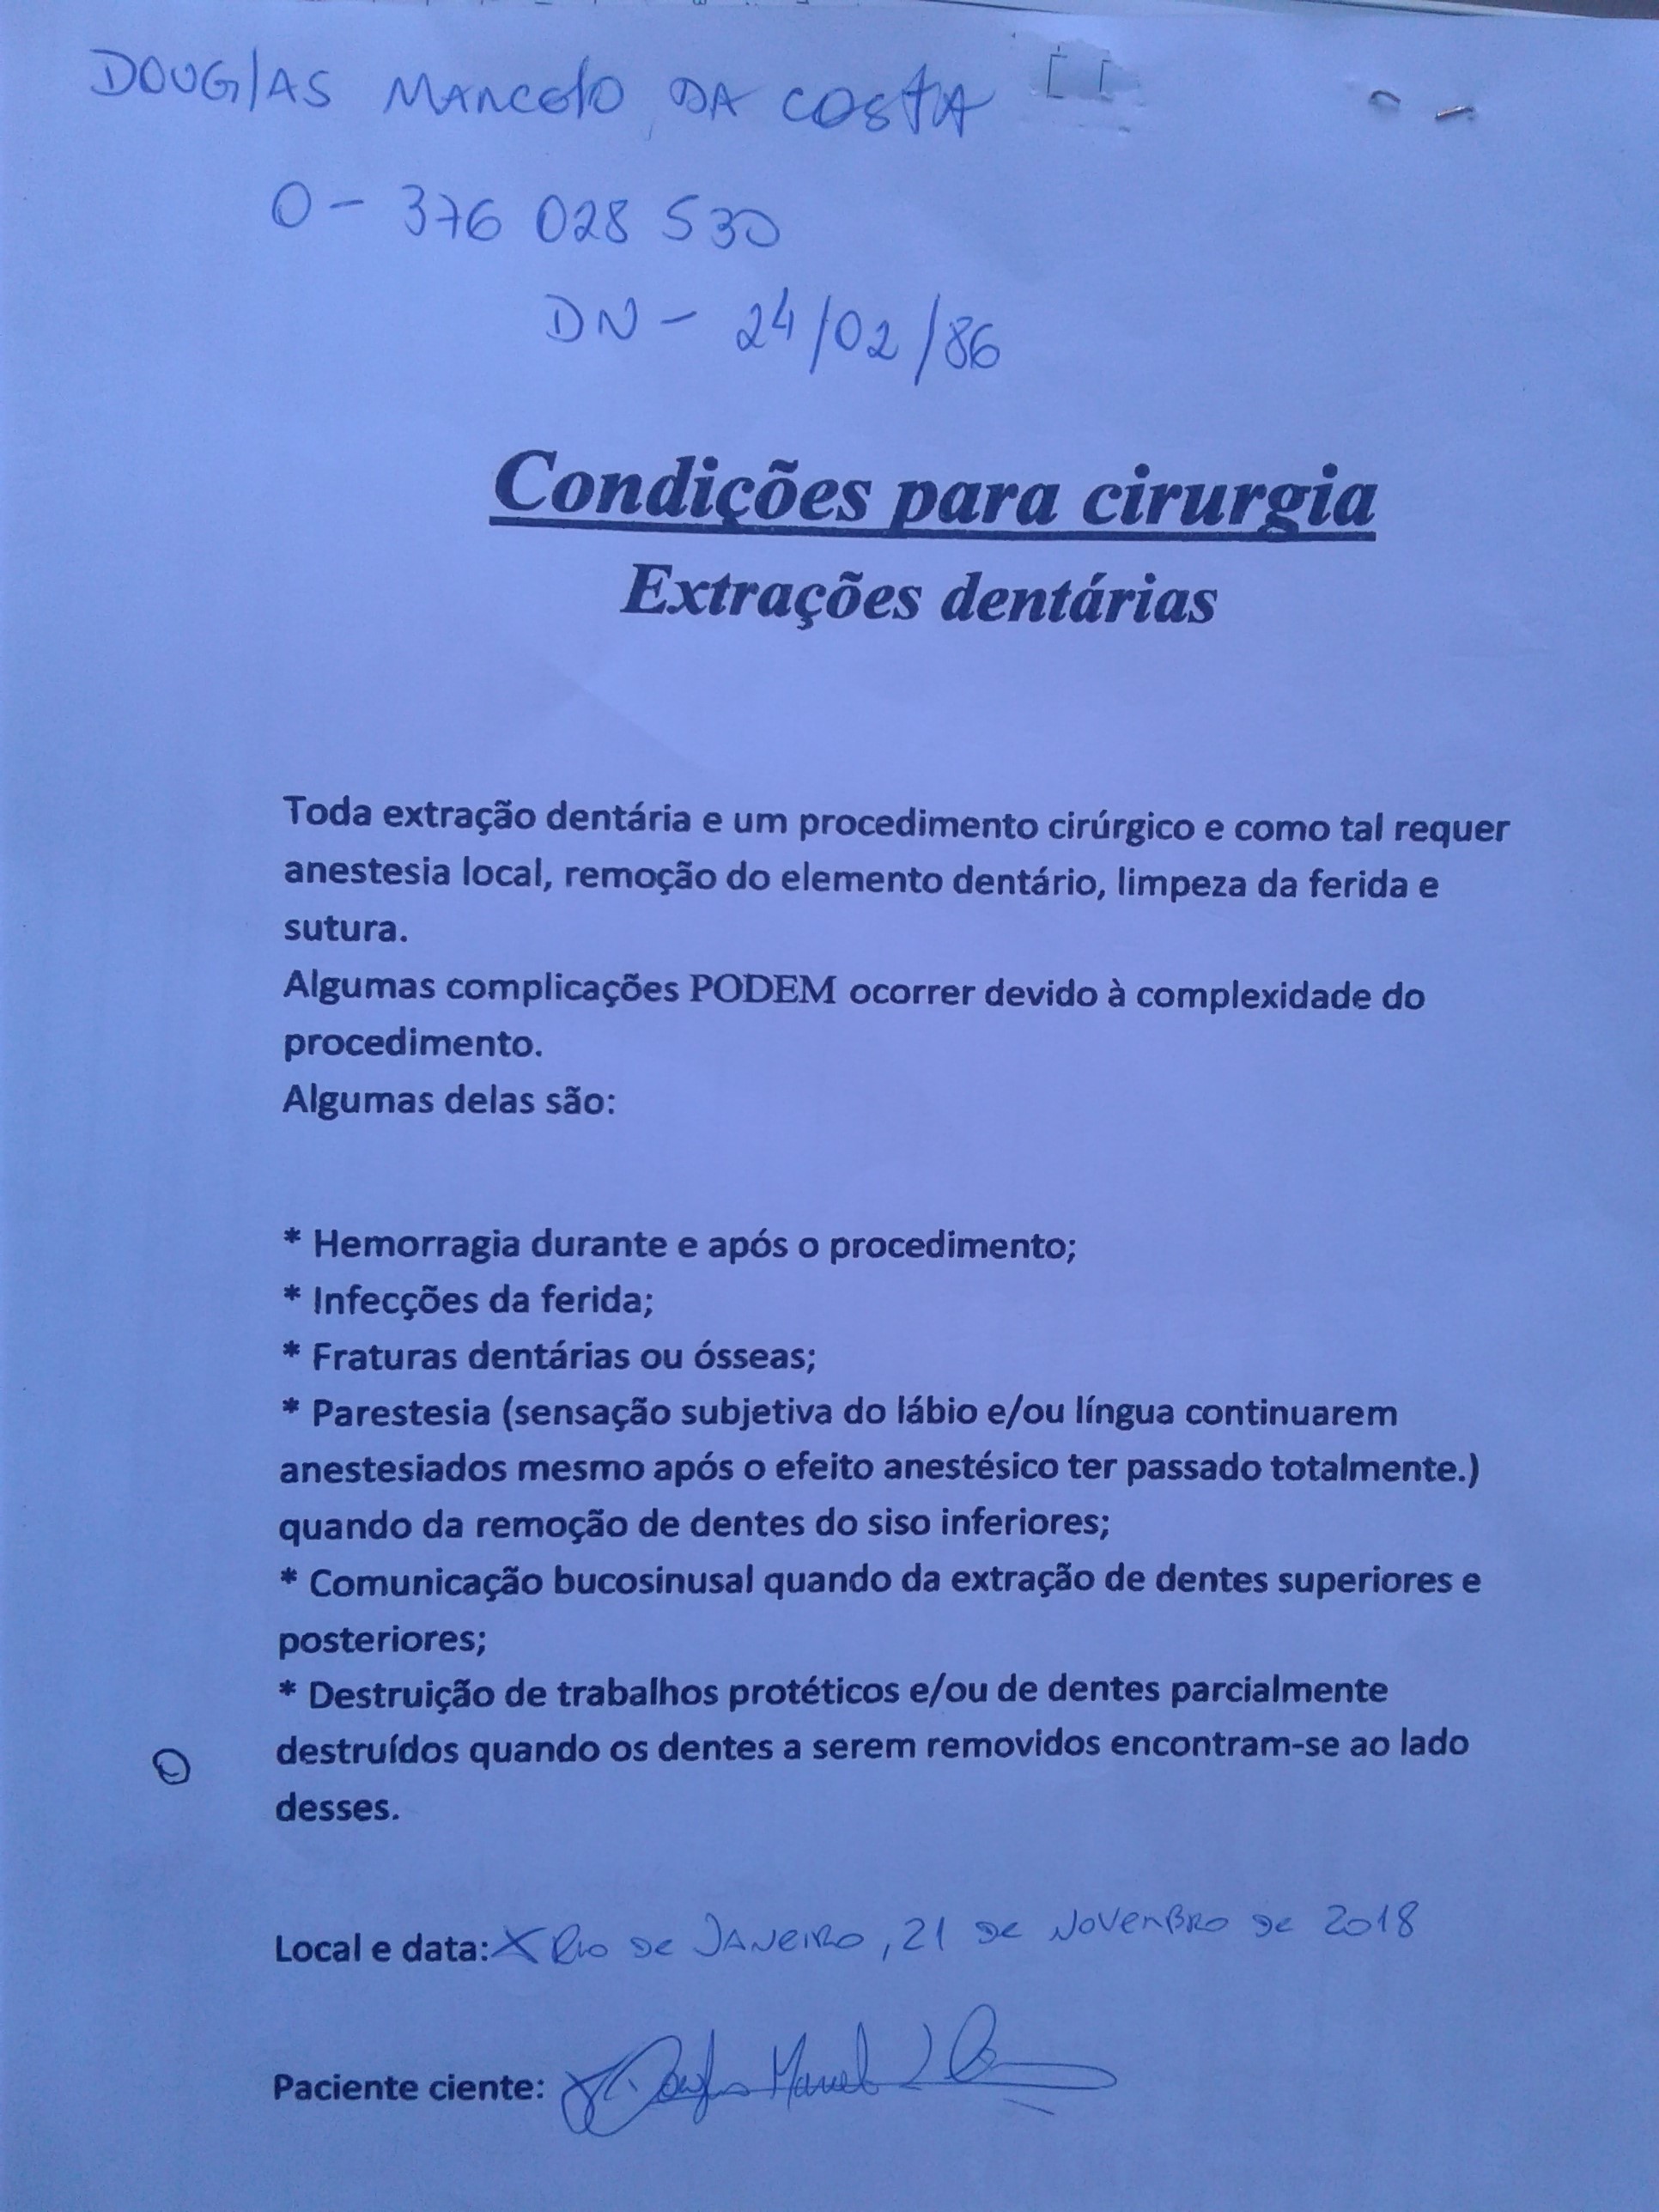 DOUGLAS MARCELO DA COSTA
0 - 376 028 530
DN - 24/02/86
Condições para cirurgia
Extrações dentárias
Toda extração dentária e um procedimento cirúrgico e como tal requer
anestesia local, remoção do elemento dentário, limpeza da ferida e
sutura.
Algumas complicações PODEM ocorrer devido à complexidade do
procedimento.
Algumas delas são:
* Hemorragia durante e após o procedimento;
* Infecções da ferida;
* Fraturas dentárias ou ósseas;
* Parestesia (sensação subjetiva do lábio e/ou língua continuarem
anestesiados mesmo após o efeito anestésico ter passado totalmente.)
quando da remoção de dentes do siso inferiores;
* Comunicação bucosinusal quando da extração de dentes superiores e
posteriores;
* Destruição de trabalhos protéticos e/ou de dentes parcialmente
destruídos quando os dentes a serem removidos encontram-se ao lado
desses.
Local e data: X Rio de JANEIRO, 21 de NOVEMBRO de 2018
Paciente ciente: X